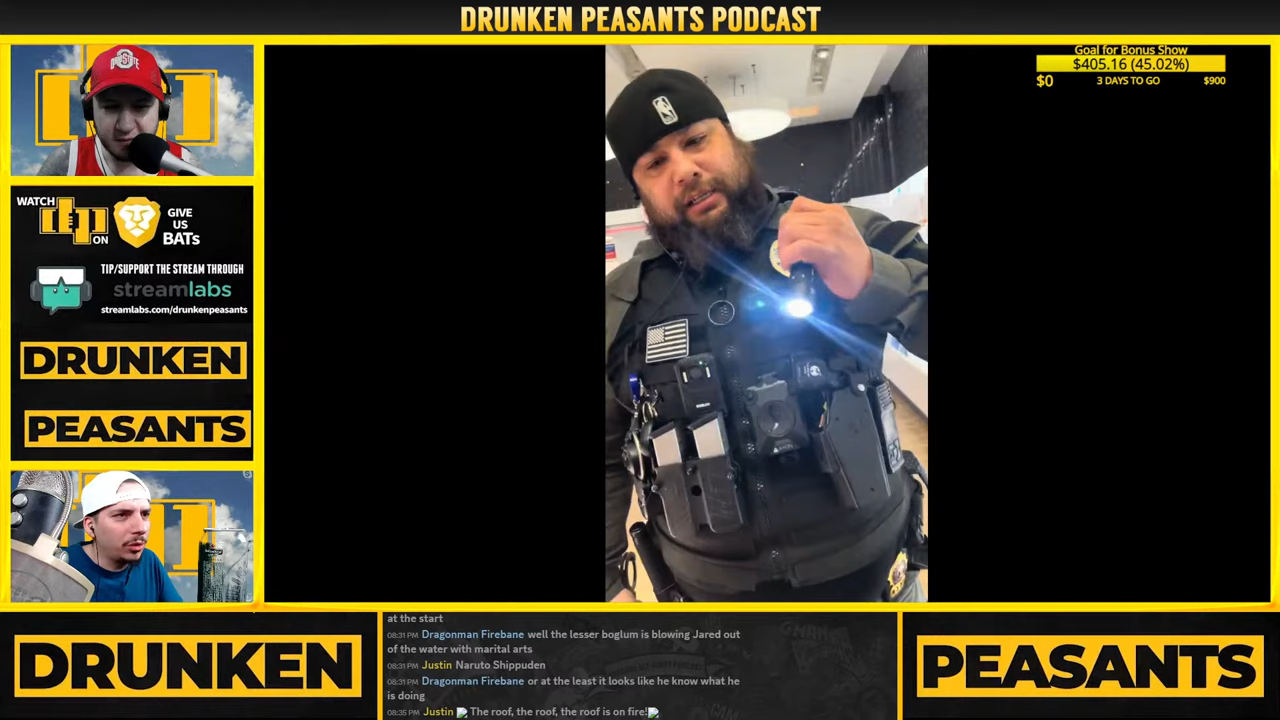 DRUNKEN PEASANTS PODCAST
Goal for Bonus Show
$405.16 (45.02%)
$0 3 DAYS TO GO $900
WATCH
ON
GIVE
US
BATs
TIP/SUPPORT THE STREAM THROUGH
streamlabs
streamlabs.com/drunkenpeasants
DRUNKEN
PEASANTS
at the start
08:31 PM Dragonman Firebane well the lesser boglum is blowing Jared out
of the water with marital arts
08:31 PM Justin Naruto Shippuden
08:31 PM Dragonman Firebane or at the least it looks like he know what he
is doing
08:35 PM Justin The roof, the roof, the roof is on fire!
DRUNKEN
PEASANTS